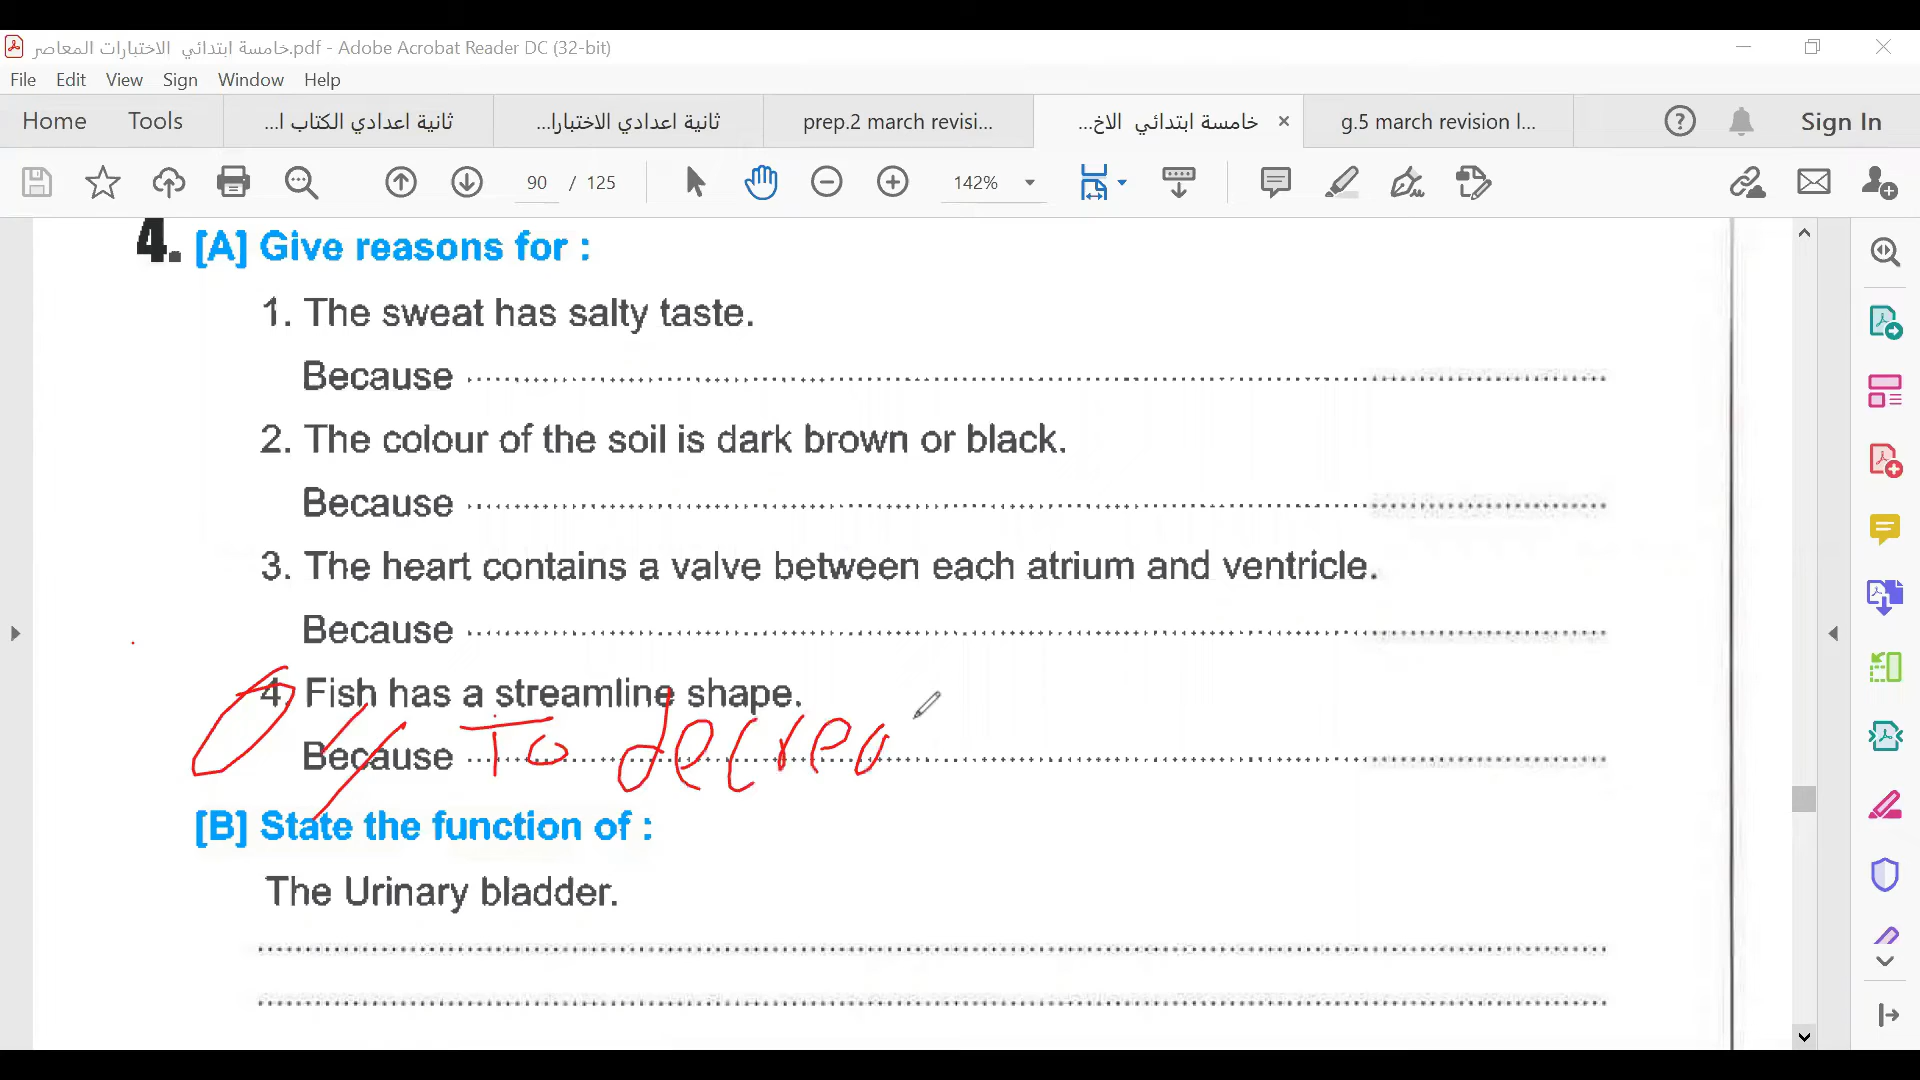 خامسة ابتدائي الاختبارات المعاصر.pdf - Adobe Acrobat Reader DC (32-bit)
File Edit View Sign Window Help
Home Tools ثانية اعدادي الكتاب ا... ثانية اعدادي الاختبارا... prep.2 march revisi... خامسة ابتدائي الاخ... × g.5 march revision l... Sign In
90 / 125 142%
4. [A] Give reasons for :
1. The sweat has salty taste.
Because
2. The colour of the soil is dark brown or black.
Because
3. The heart contains a valve between each atrium and ventricle.
Because
4. Fish has a streamline shape.
Because To decrea
[B] State the function of :
The Urinary bladder.